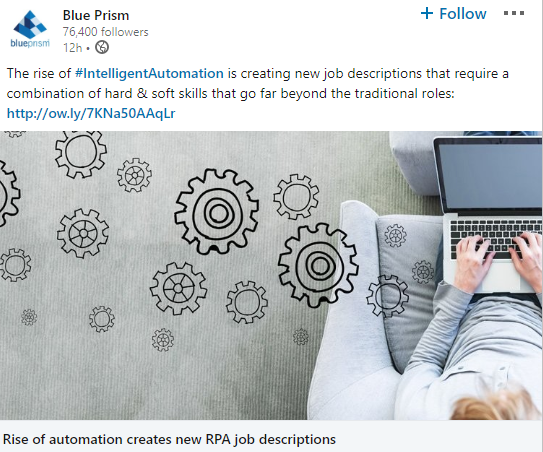 Blue Prism
+ Follow
76,400 followers
12h •
blueprism
The rise of #IntelligentAutomation is creating new job descriptions that require a
combination of hard & soft skills that go far beyond the traditional roles:
http://ow.ly/7KNa50AAqLr
Rise of automation creates new RPA job descriptions